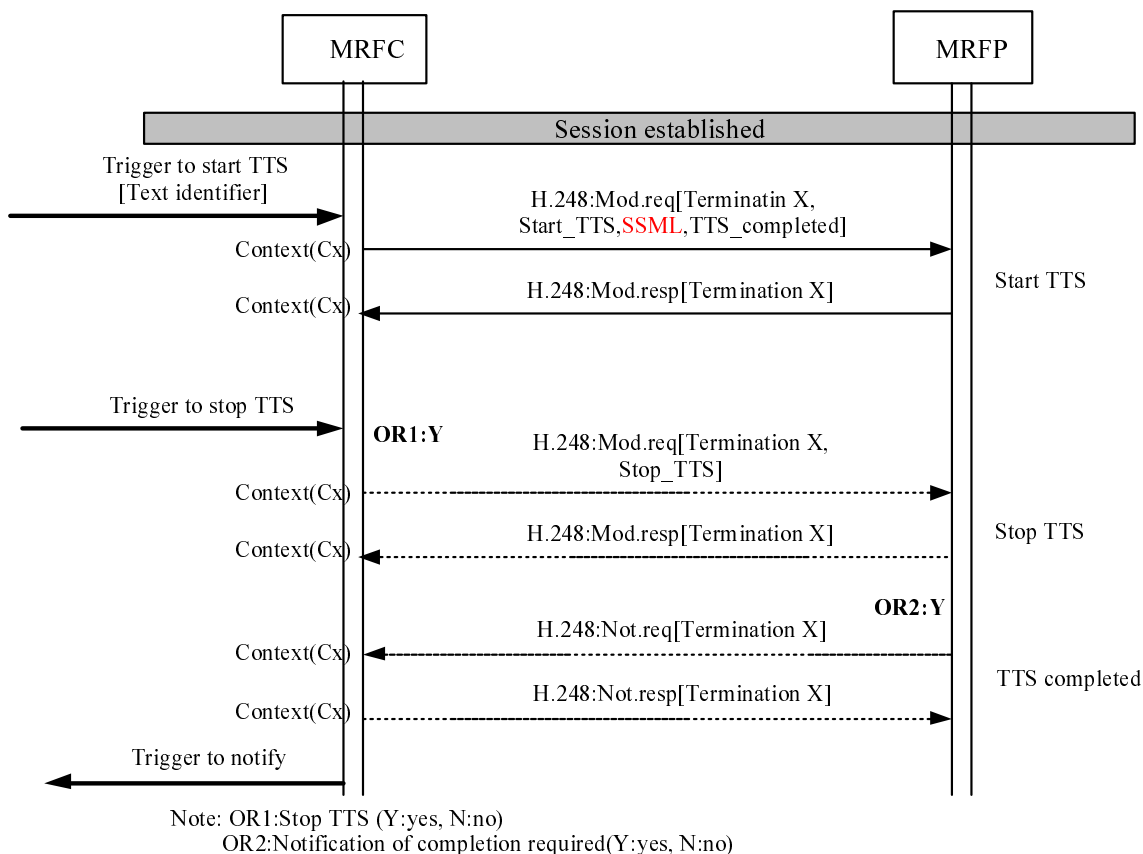 MRFC
MRFP
Session established
Trigger to start TTS
[Text identifier]
H.248:Mod.req[Terminatin X,
Start_TTS,SSML,TTS_completed]
Context(Cx)
Start TTS
H.248:Mod.resp[Termination X]
Context(Cx)
Trigger to stop TTS
OR1:Y
H.248:Mod.req[Termination X,
Stop_TTS]
Context(Cx)
H.248:Mod.resp[Termination X]
Stop TTS
Context(Cx)
OR2:Y
H.248:Not.req[Termination X]
Context(Cx)
TTS completed
H.248:Not.resp[Termination X]
Context(Cx)
Trigger to notify
Note: OR1:Stop TTS (Y:yes, N:no)
OR2:Notification of completion required(Y:yes, N:no)